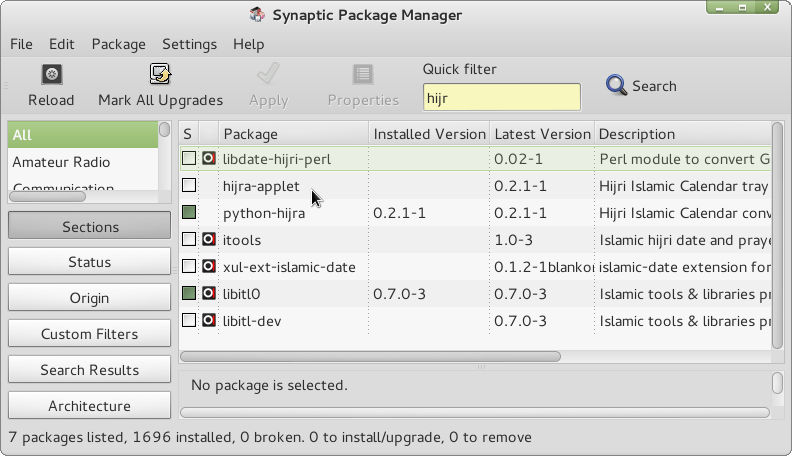 Synaptic Package Manager
File Edit Package Settings Help
Reload
Mark All Upgrades
Apply
Properties
Quick filter
hijr
Search
All
Amateur Radio
Communication
Sections
Status
Origin
Custom Filters
Search Results
Architecture
S Package Installed Version Latest Version Description
libdate-hijri-perl 0.02-1 Perl module to convert G
hijra-applet 0.2.1-1 Hijri Islamic Calendar tray
python-hijra 0.2.1-1 0.2.1-1 Hijri Islamic Calendar conv
itools 1.0-3 Islamic hijri date and praye
xul-ext-islamic-date 0.1.2-1blankon islamic-date extension for
libitl0 0.7.0-3 0.7.0-3 Islamic tools & libraries pr
libitl-dev 0.7.0-3 Islamic tools & libraries pr
No package is selected.
7 packages listed, 1696 installed, 0 broken. 0 to install/upgrade, 0 to remove